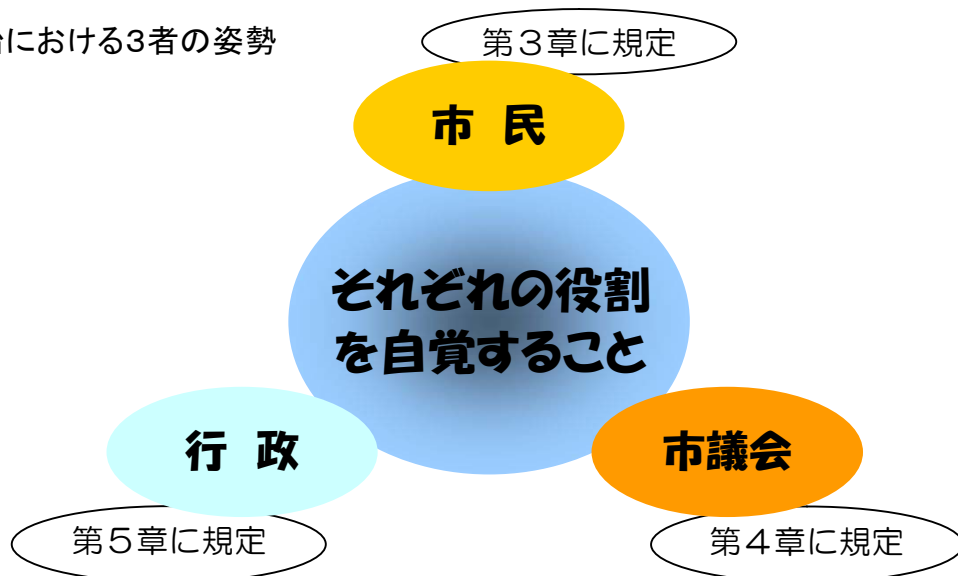 における3者の姿勢
第３章に規定
市 民
それぞれの役割
を自覚すること
行 政
市議会
第５章に規定
第４章に規定